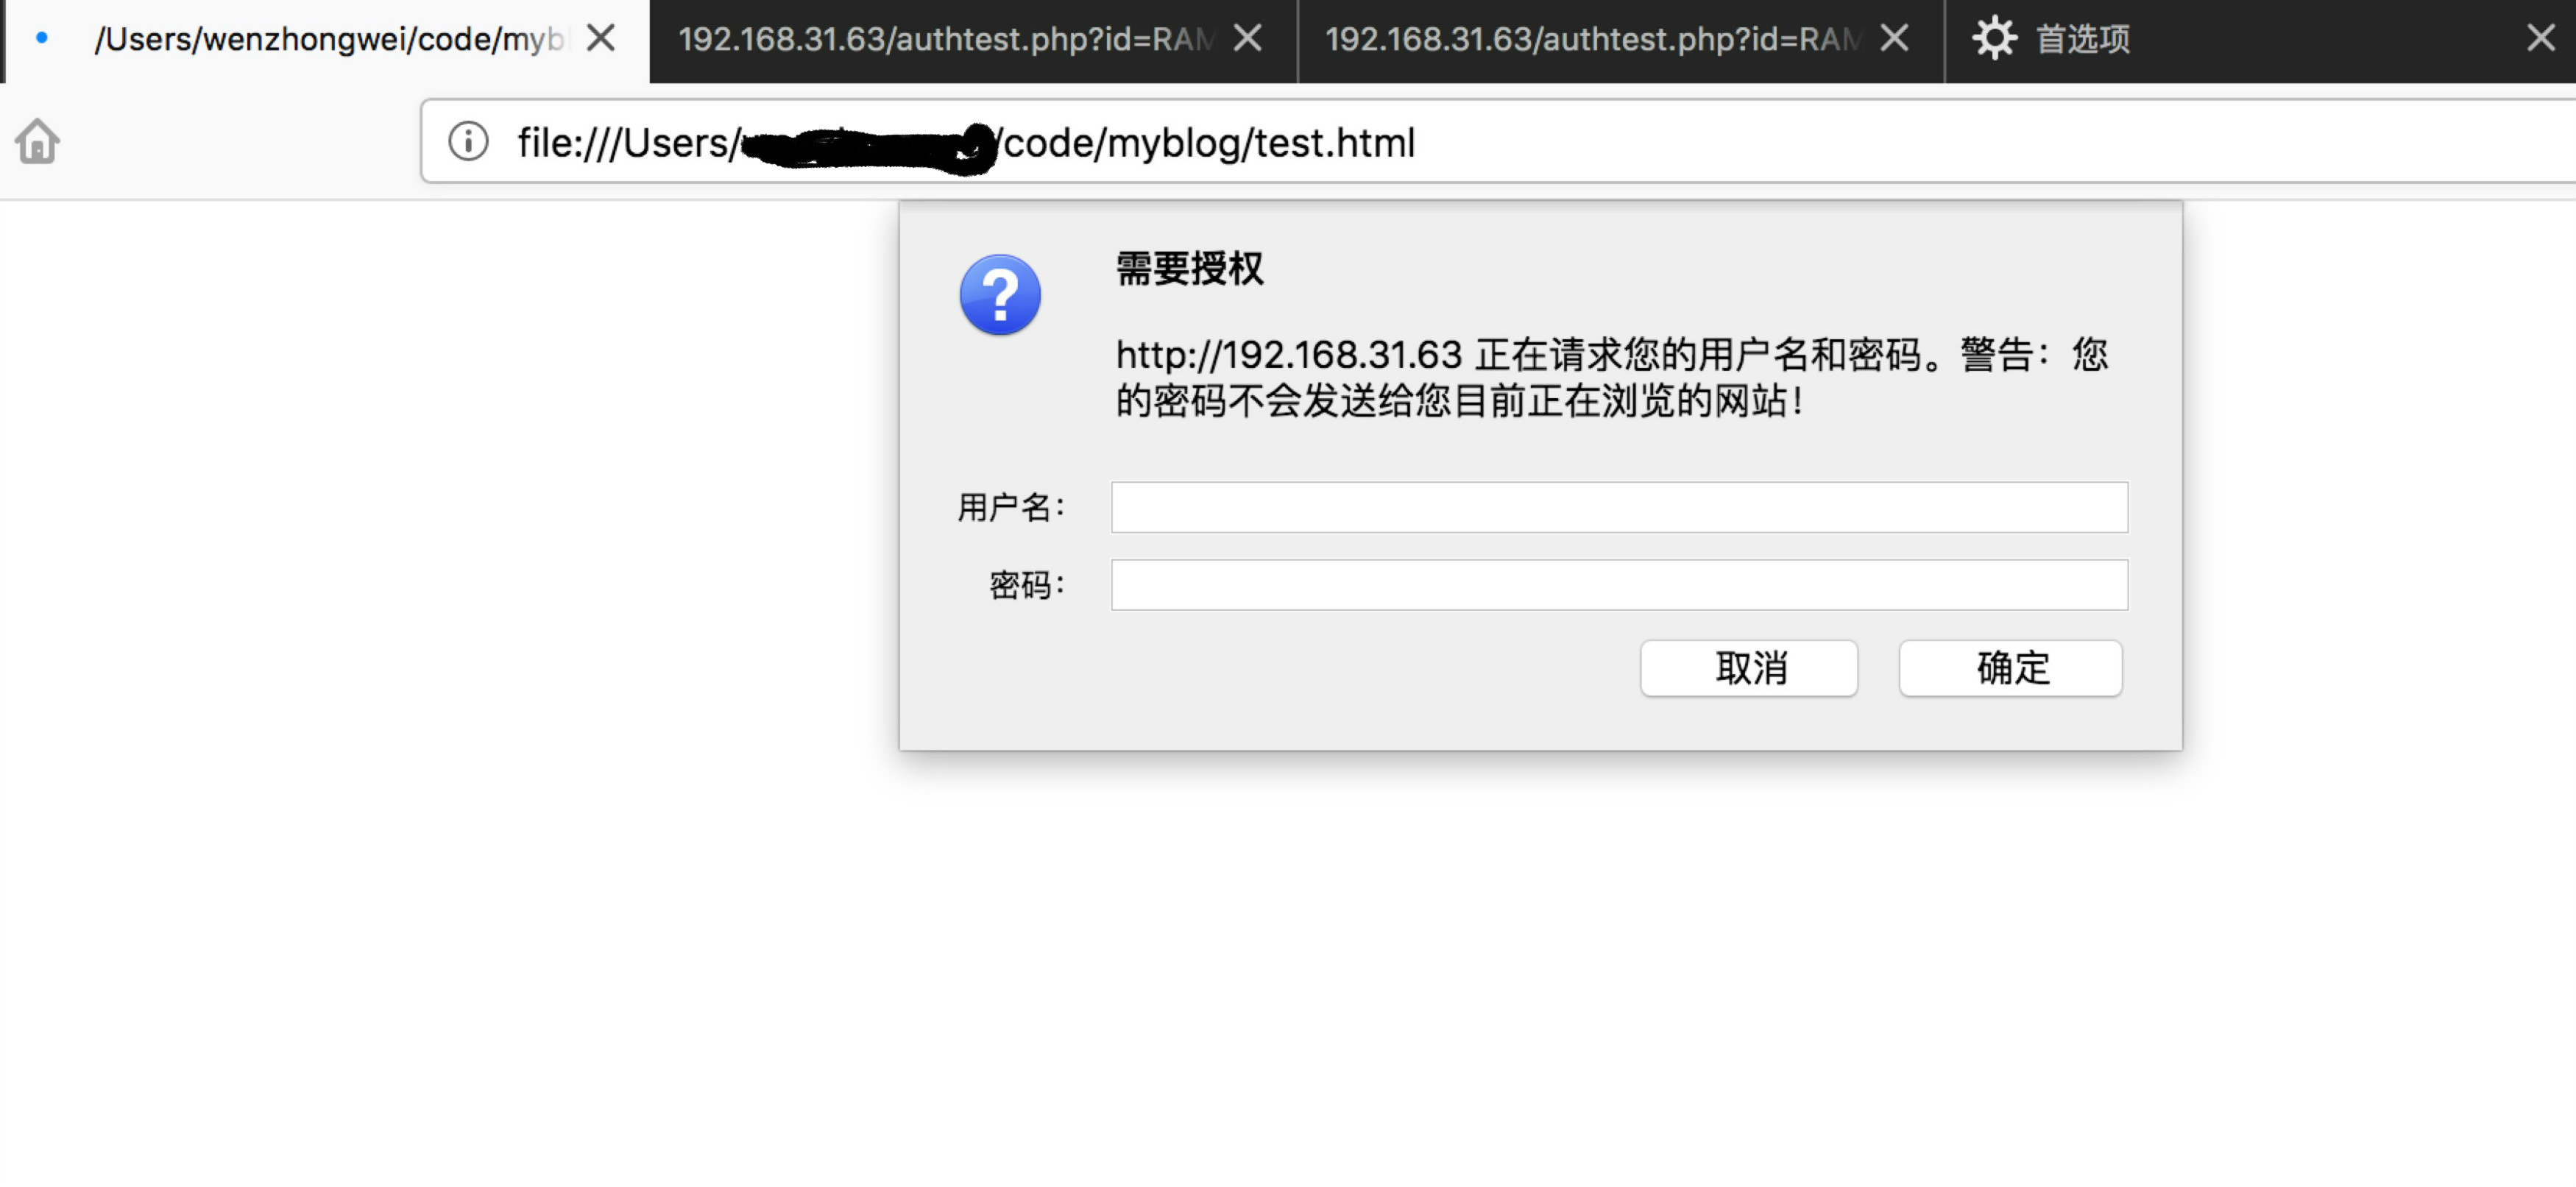 /Users/wenzhongwei/code/myb
192.168.31.63/authtest.php?id=RAM
192.168.31.63/authtest.php?id=RAM
首选项
file:///Users/
/code/myblog/test.html
需要授权
http://192.168.31.63 正在请求您的用户名和密码。警告：您
的密码不会发送给您目前正在浏览的网站！
用户名：
密码：
取消
确定